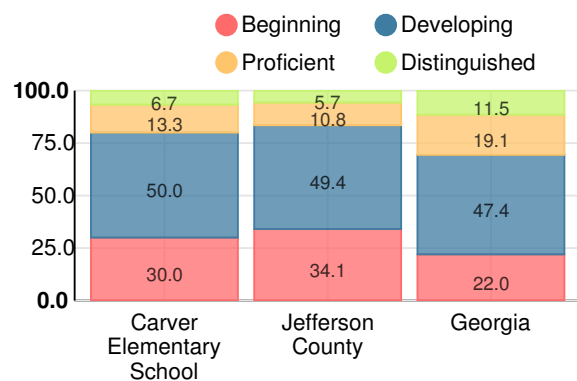 Beginning Developing
Proficient Distinguished
100.0
75.0
50.0
25.0
0.0
6.7 5.7 11.5
13.3 10.8 19.1
50.0 49.4 47.4
30.0 34.1 22.0
Carver Jefferson Georgia
Elementary County
School